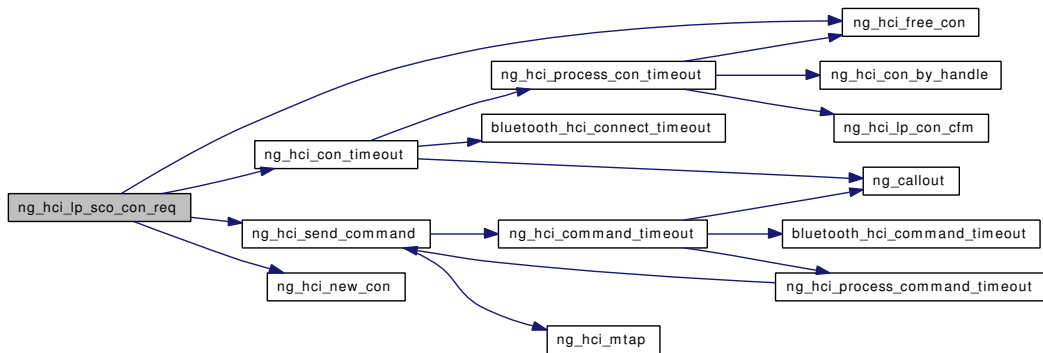 ng_hci_lp_sco_con_req
ng_hci_free_con
ng_hci_con_timeout
ng_hci_process_con_timeout
ng_hci_con_by_handle
ng_hci_lp_con_cfm
bluetooth_hci_connect_timeout
ng_callout
ng_hci_send_command
ng_hci_command_timeout
bluetooth_hci_command_timeout
ng_hci_process_command_timeout
ng_hci_mtap
ng_hci_new_con